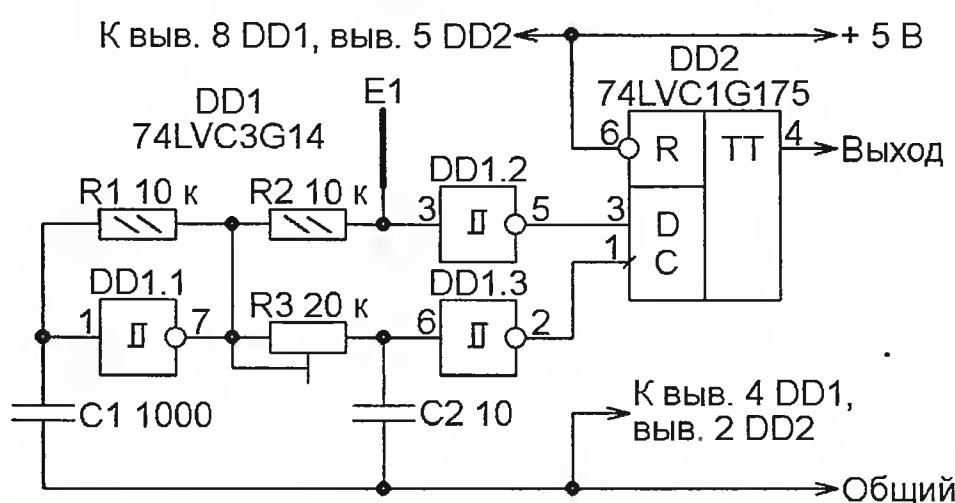 К выв. 8 DD1, выв. 5 DD2
+ 5 В
DD2
74LVC1G175
E1
DD1
74LVC3G14
6
R
TT
4
Выход
R1 10 к
R2 10 к
DD1.2
3
5
3
D
1
C
DD1.1
R3 20 к
DD1.3
1
7
6
2
C1 1000
C2 10
К выв. 4 DD1,
выв. 2 DD2
Общий